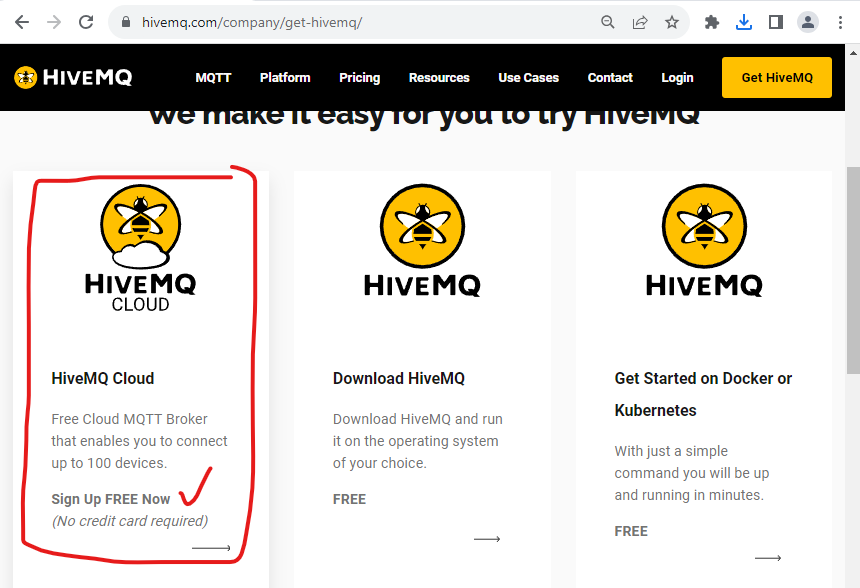 hivemq.com/company/get-hivemq/
HIVEMQ
MQTT
Platform
Pricing
Resources
Use Cases
Contact
Login
Get HiveMQ
We make it easy for you to try HiveMQ
HIVEMQ
CLOUD
HiveMQ Cloud
Free Cloud MQTT Broker
that enables you to connect
up to 100 devices.
Sign Up FREE Now
(No credit card required)
HIVEMQ
Download HiveMQ
Download HiveMQ and run
it on the operating system
of your choice.
FREE
HIVEMQ
Get Started on Docker or
Kubernetes
With just a simple
command you will be up
and running in minutes.
FREE